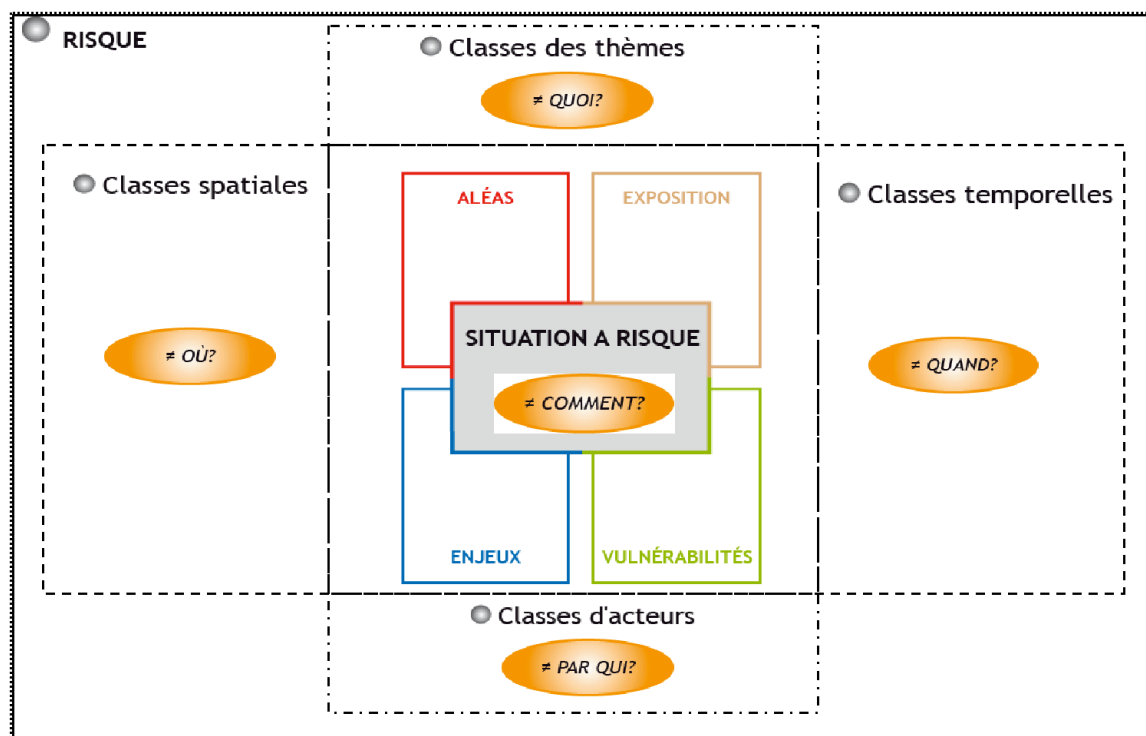 RISQUE
Classes des thèmes
≠ QUOI?
Classes spatiales
≠ OÙ?
ALÉAS
EXPOSITION
SITUATION A RISQUE
≠ COMMENT?
ENJEUX
VULNÉRABILITÉS
Classes temporelles
≠ QUAND?
Classes d'acteurs
≠ PAR QUI?